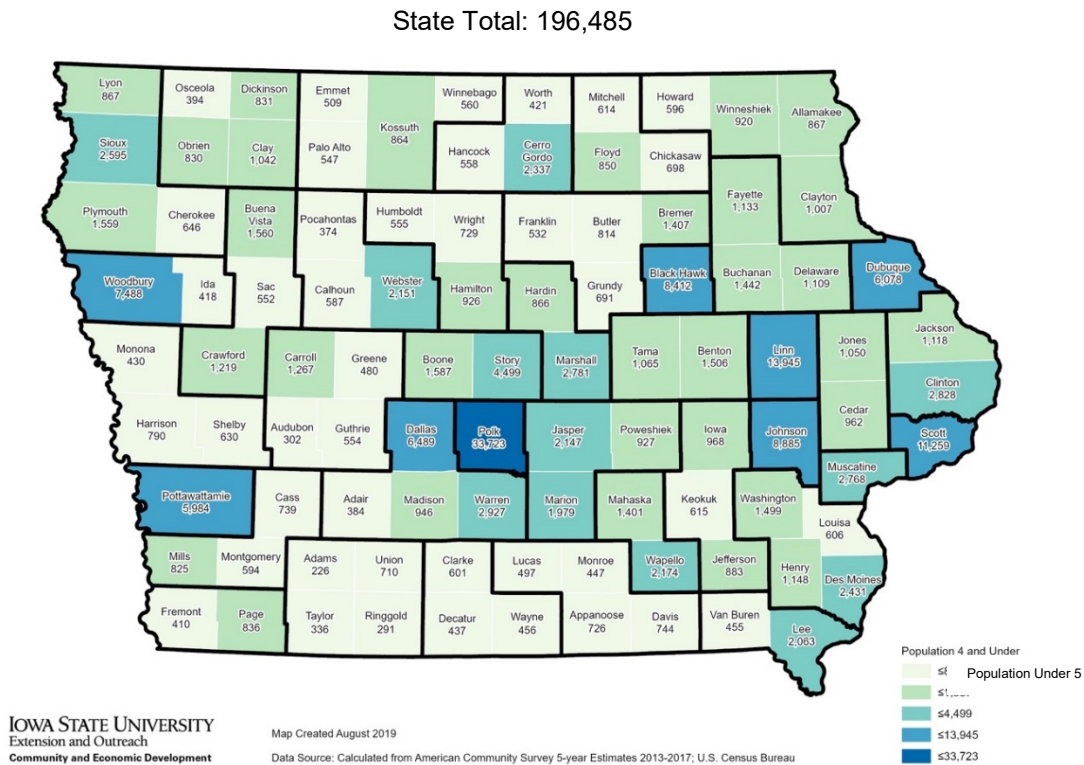 State Total: 196,485
Lyon
867
Osceola
394
Dickinson
831
Emmet
509
Kossuth
864
Winnebago
560
Worth
421
Mitchell
614
Howard
596
Winneshiek
920
Allamakee
867
Sioux
2,595
Obrien
830
Clay
1,042
Palo Alto
547
Hancock
558
Cerro
Gordo
2,337
Floyd
850
Chickasaw
698
Plymouth
1,559
Cherokee
646
Buena
Vista
1,560
Pocahontas
374
Humboldt
555
Wright
729
Franklin
532
Butler
814
Bremer
1,407
Fayette
1,133
Clayton
1,007
Woodbury
7,488
Ida
418
Sac
552
Calhoun
587
Webster
2,151
Hamilton
926
Hardin
866
Grundy
691
Black Hawk
8,412
Buchanan
1,442
Delaware
1,109
Dubuque
6,078
Monona
430
Crawford
1,219
Carroll
1,267
Greene
480
Boone
1,587
Story
4,499
Marshall
2,781
Tama
1,065
Benton
1,506
Linn
13,945
Jones
1,050
Jackson
1,118
Clinton
2,828
Harrison
790
Shelby
630
Audubon
302
Guthrie
554
Dallas
6,489
Polk
33,723
Jasper
2,147
Poweshiek
927
Iowa
968
Johnson
8,885
Cedar
962
Scott
11,259
Muscatine
2,768
Pottawattamie
5,984
Cass
739
Adair
384
Madison
946
Warren
2,927
Marion
1,979
Mahaska
1,401
Keokuk
615
Washington
1,499
Louisa
606
Mills
825
Montgomery
594
Adams
226
Union
710
Clarke
601
Lucas
497
Monroe
447
Wapello
2,174
Jefferson
883
Henry
1,148
Des Moines
2,431
Fremont
410
Page
836
Taylor
336
Ringgold
291
Decatur
437
Wayne
456
Appanoose
726
Davis
744
Van Buren
455
Lee
2,063
Population 4 and Under
Population Under 5
≤4,499
≤13,945
≤33,723
IOWA STATE UNIVERSITY
Extension and Outreach
Community and Economic Development
Map Created August 2019
Data Source: Calculated from American Community Survey 5-year Estimates 2013-2017; U.S. Census Bureau